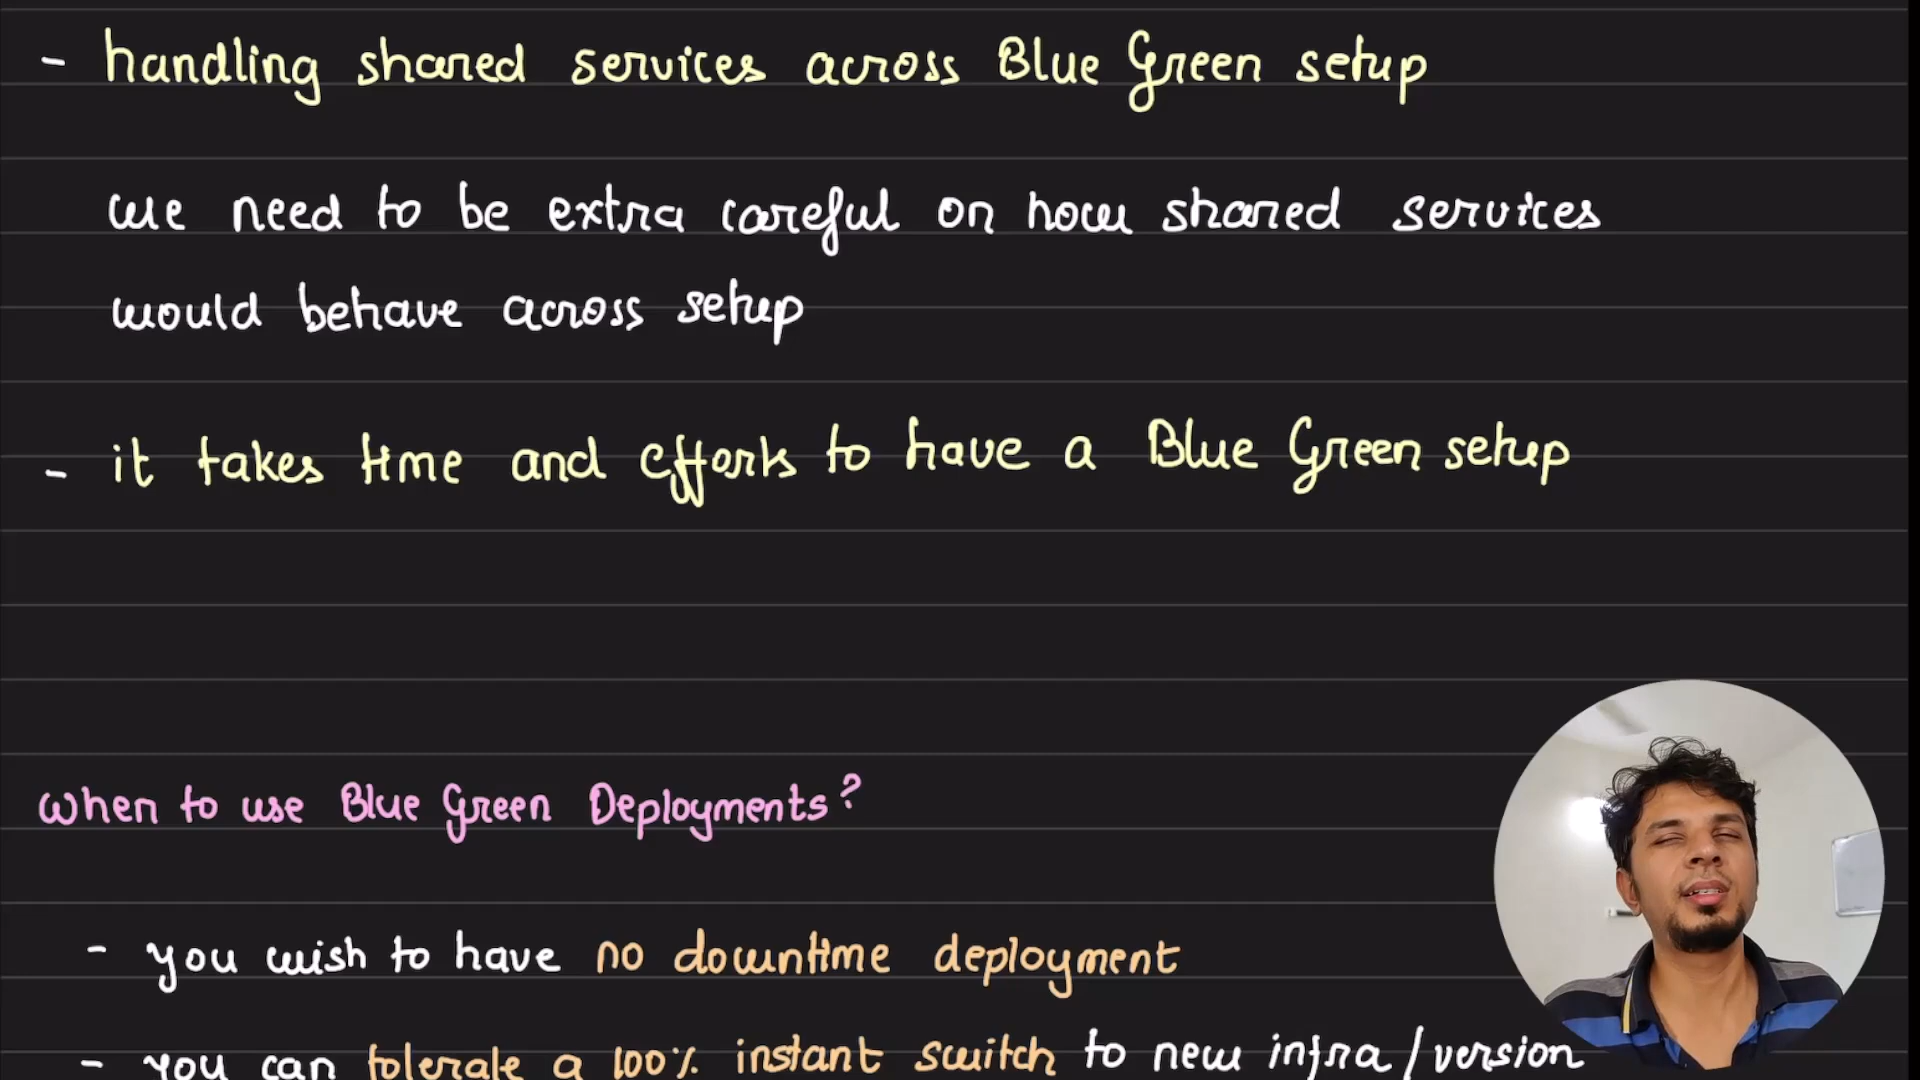 - handling shared services across Blue Green setup
we need to be extra careful on how shared services
would behave across setup
- it takes time and efforts to have a Blue Green setup
When to use Blue Green Deployments?
- you wish to have no downtime deployment
- you can tolerate a 100% instant switch to new infra/version